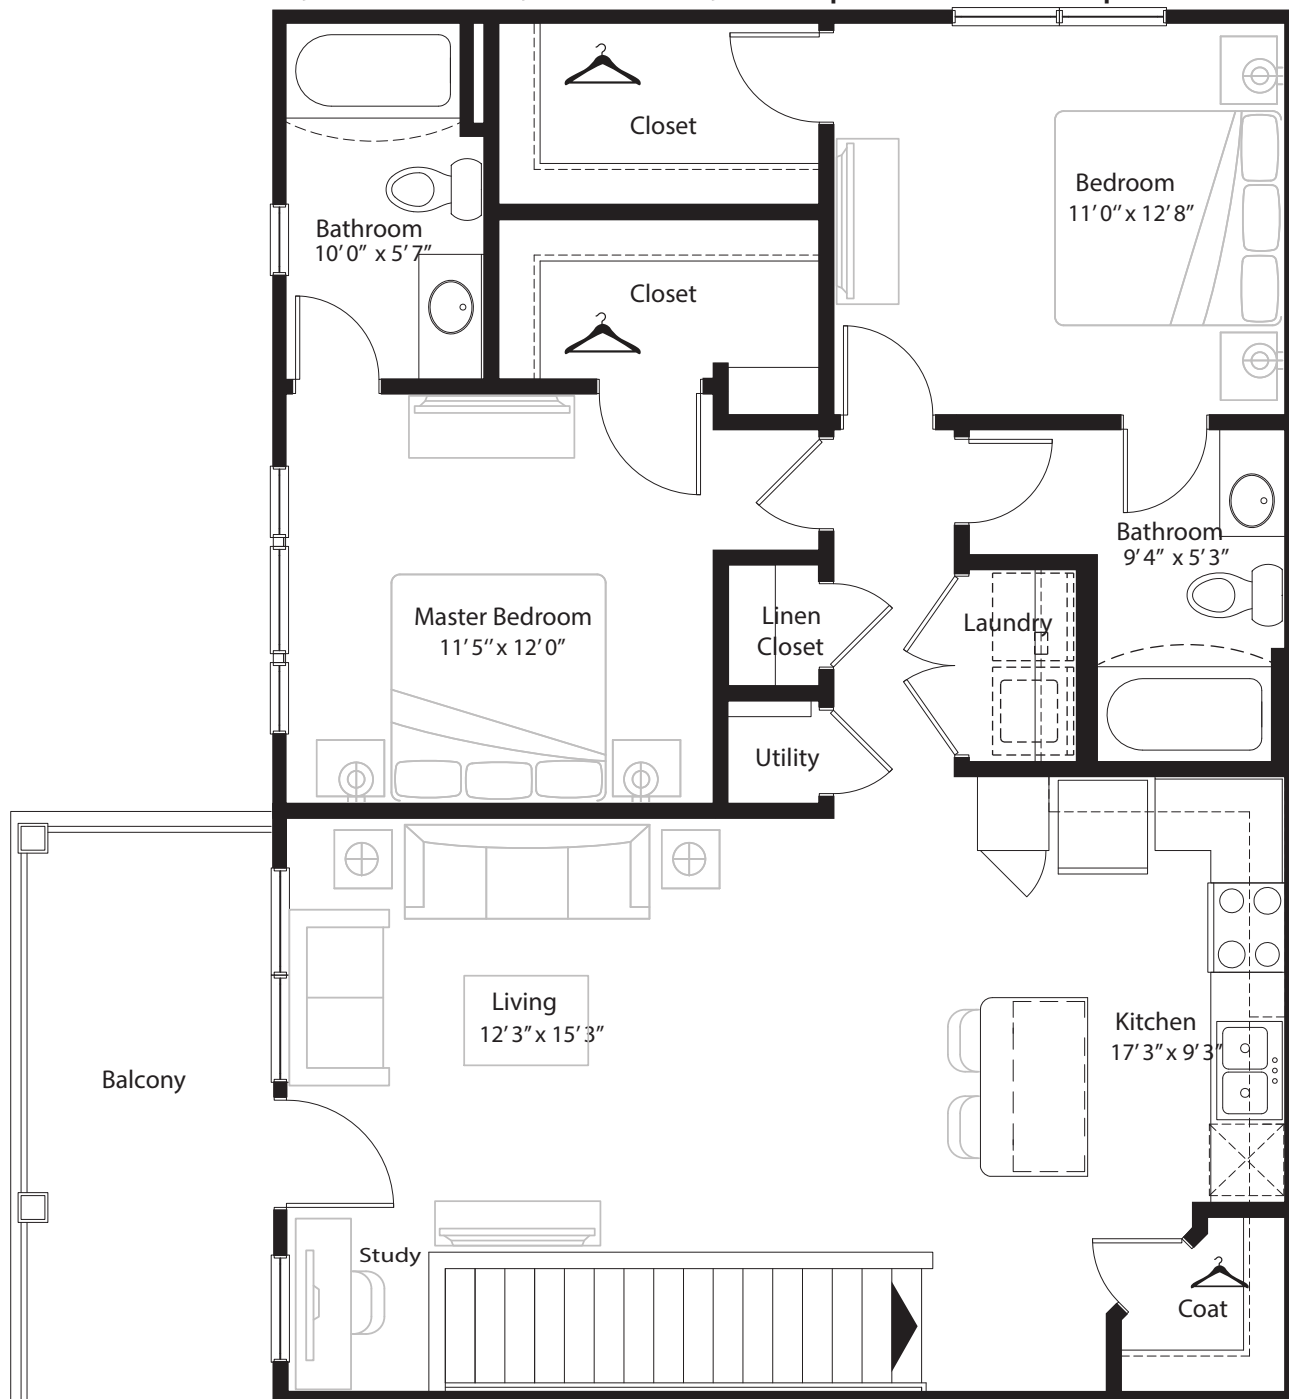 Closet
Bedroom
11'0" x 12'8"
Bathroom
10'0" x 5'7"
Closet
Bathroom
9'4" x 5'3"
Master Bedroom
11'5" x 12'0"
Linen
Closet
Laundry
Utility
Living
12'3" x 15'3"
Kitchen
17'3" x 9'3"
Balcony
Study
Coat